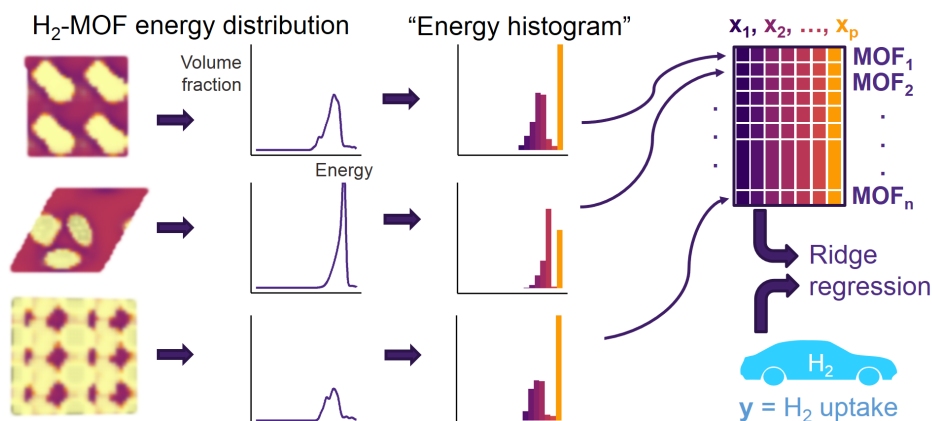 H₂-MOF energy distribution
“Energy histogram”
x₁, x₂, ..., xₚ
Volume
fraction
MOF₁
MOF₂
.
.
.
.
.
.
MOFₙ
Energy
Ridge
regression
H₂
y = H₂ uptake